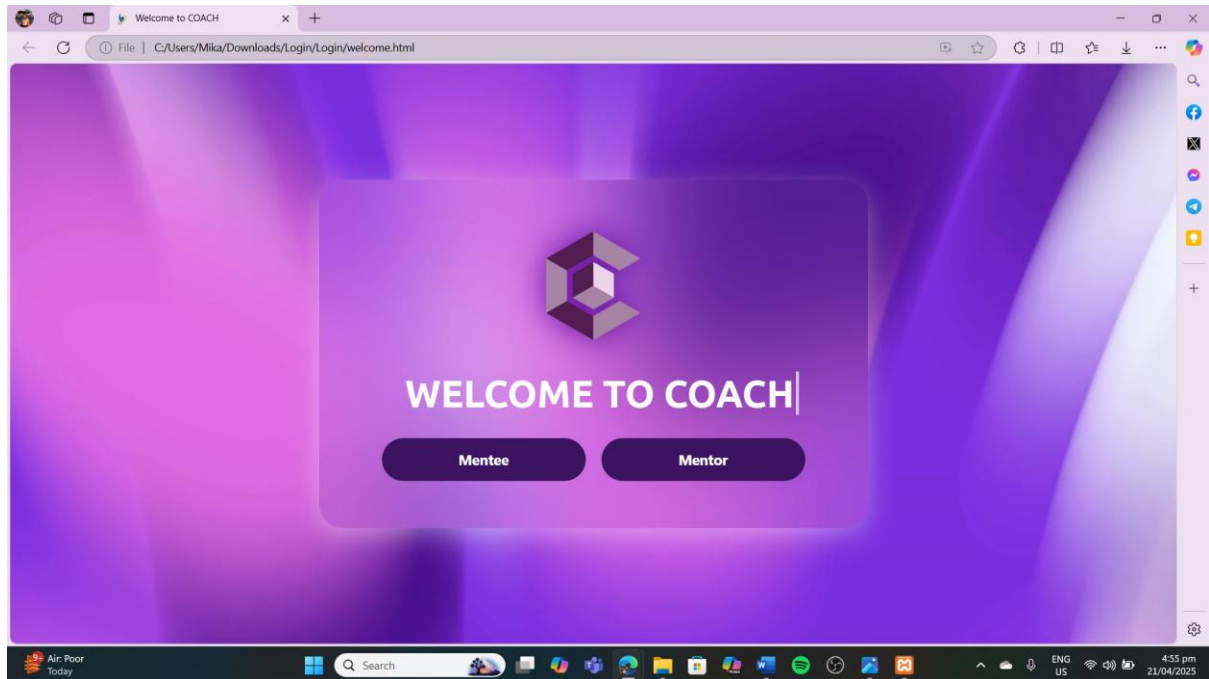 Welcome to COACH
File | C:/Users/Mika/Downloads/Login/Login/welcome.html
WELCOME TO COACH
Mentee
Mentor
9+
Air: Poor
Today
Search
ENG
US
4:55 pm
21/04/2025